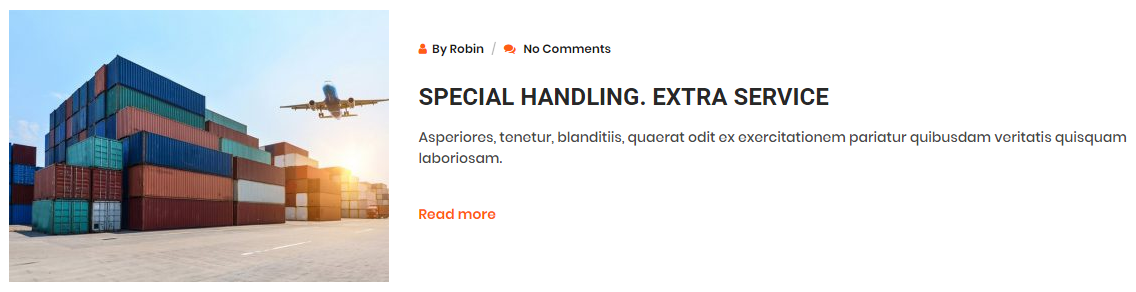 By Robin / No Comments
SPECIAL HANDLING. EXTRA SERVICE
Asperiores, tenetur, blanditiis, quaerat odit ex exercitationem pariatur quibusdam veritatis quisquam
laboriosam.
Read more